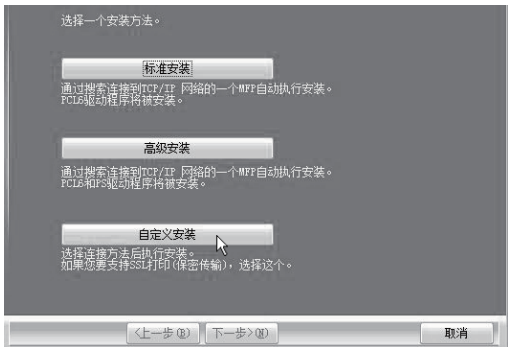 选择一个安装方法。
标准安装
通过搜索连接到TCP/IP 网络的一个MFP自动执行安装。
PCL6驱动程序将被安装。
高级安装
通过搜索连接到TCP/IP 网络的一个MFP自动执行安装。
PCL6和PS驱动程序将被安装。
自定义安装
选择连接方法后执行安装。
如果您要支持SSL打印(保密传输), 选择这个。
<上一步(B) 下一步>(N) 取消